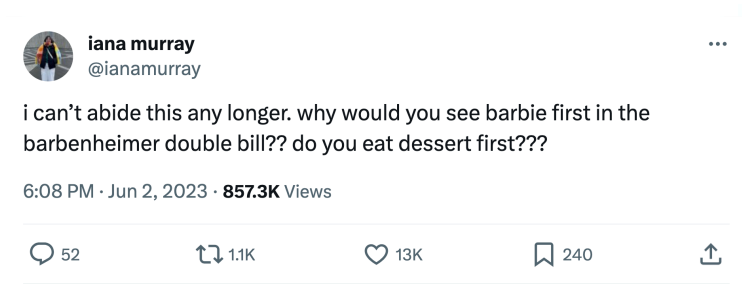 iana murray
@ianamurray
i can’t abide this any longer. why would you see barbie first in the
barbenheimer double bill?? do you eat dessert first???
6:08 PM · Jun 2, 2023 · 857.3K Views
52 1.1K 13K 240